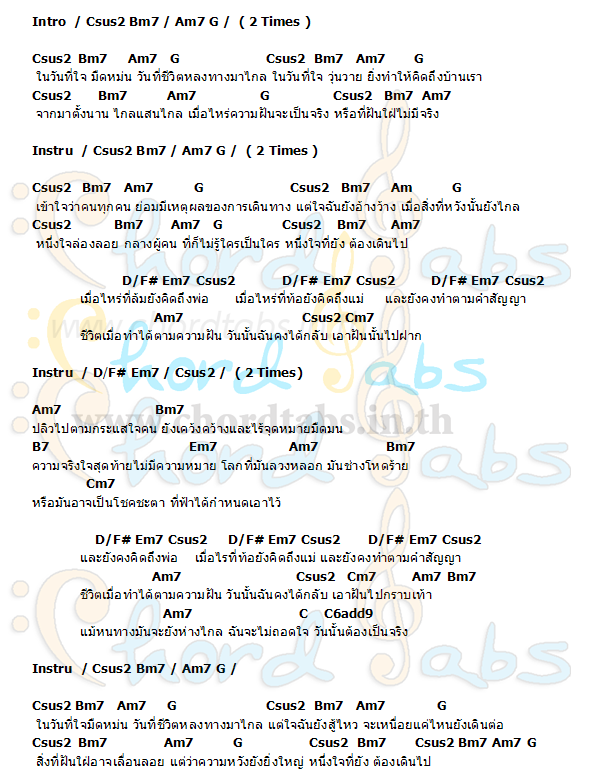 Intro / Csus2 Bm7 / Am7 G / ( 2 Times )
Csus2 Bm7 Am7 G Csus2 Bm7 Am7 G
ในวันที่ใจ มืดหม่น วันที่ชีวิตหลงทางมาไกล ในวันที่ใจ วุ่นวาย ยิ่งทำให้คิดถึงบ้านเรา
Csus2 Bm7 Am7 G Csus2 Bm7 Am7
จากมาตั้งนาน ไกลแสนไกล เมื่อไหร่ความฝันจะเป็นจริง หรือที่ฝันใฝ่ไม่มีจริง
Instru / Csus2 Bm7 / Am7 G / ( 2 Times )
Csus2 Bm7 Am7 G Csus2 Bm7 Am G
เข้าใจว่าคนทุกคน ย่อมมีเหตุผลของการเดินทาง แต่ใจฉันยังอ้างว้าง เมื่อสิ่งที่หวังนั้นยังไกล
Csus2 Bm7 Am7 G Csus2 Bm7 Am7
หนึ่งใจล่องลอย กลางผู้คน ที่ก็ไม่รู้ใครเป็นใคร หนึ่งใจที่ยัง ต้องเดินไป
D/F# Em7 Csus2 D/F# Em7 Csus2 D/F# Em7 Csus2
เมื่อไหร่ที่ล้มยังคิดถึงพ่อ เมื่อไหร่ที่ท้อยังคิดถึงแม่ และยังคงทำตามคำสัญญา
Am7 Csus2 Cm7
ชีวิตเมื่อทำได้ตามความฝัน วันนั้นฉันคงได้กลับ เอาฝันนั้นไปฝาก
Instru / D/F# Em7 / Csus2 / ( 2 Times)
Am7 Bm7
ปลิวไปตามกระแสใจคน ยังเคว้งคว้างและไร้จุดหมายมืดมน
B7 Em7 Am7 Bm7
ความจริงใจสุดท้ายไม่มีความหมาย โลกที่มันลวงหลอก มันช่างโหดร้าย
Cm7
หรือมันอาจเป็นโชคชะตา ที่ฟ้าได้กำหนดเอาไว้
D/F# Em7 Csus2 D/F# Em7 Csus2 D/F# Em7 Csus2
และยังคงคิดถึงพ่อ เมื่อไรที่ท้อยังคิดถึงแม่ และยังคงทำตามคำสัญญา
Am7 Csus2 Cm7 Am7 Bm7
ชีวิตเมื่อทำได้ตามความฝัน วันนั้นฉันคงได้กลับ เอาฝันไปกราบเท้า
Am7 C C6add9
แม้หนทางมันจะยังห่างไกล ฉันจะไม่ถอดใจ วันนั้นต้องเป็นจริง
Instru / Csus2 Bm7 / Am7 G /
Csus2 Bm7 Am7 G Csus2 Bm7 Am7 G
ในวันที่ใจมืดหม่น วันที่ชีวิตหลงทางมาไกล แต่ใจฉันยังสู้ไหว จะเหนื่อยแค่ไหนยังเดินต่อ
Csus2 Bm7 Am7 G Csus2 Bm7 Csus2 Bm7 Am7 G
สิ่งที่ฝันใฝ่อาจเลื่อนลอย แต่ว่าความหวังยังยิ่งใหญ่ หนึ่งใจที่ยัง ต้องเดินไป
Chord Tabs
www.chordtabs.in.th
Chord Tabs
www.chordtabs.in.th
Chord Tabs